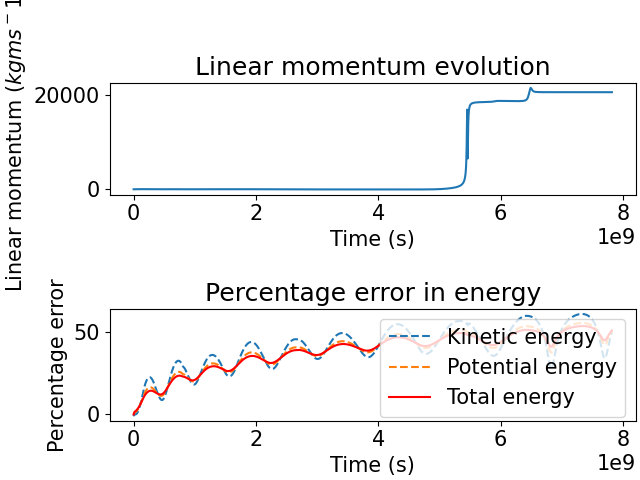 Linear momentum evolution
Linear momentum (kgms^-1
20000
0
0 2 4 6 8
1e9
Time (s)
Percentage error in energy
Percentage error
50
0
Kinetic energy
Potential energy
Total energy
0 2 4 6 8
1e9
Time (s)